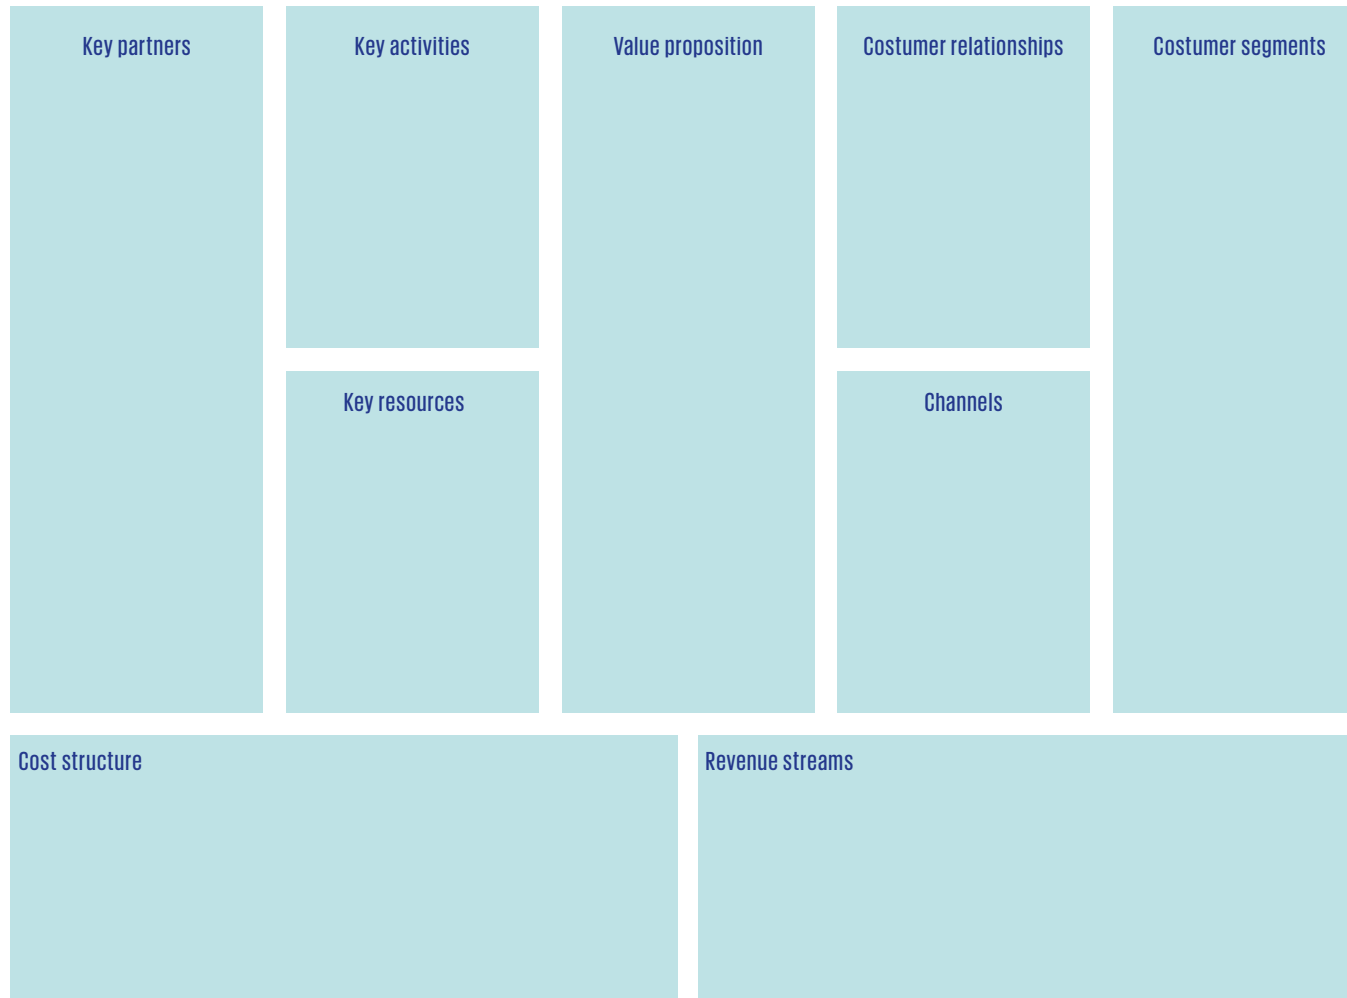 Key partners
Key activities
Value proposition
Costumer relationships
Costumer segments
Key resources
Channels
Cost structure
Revenue streams